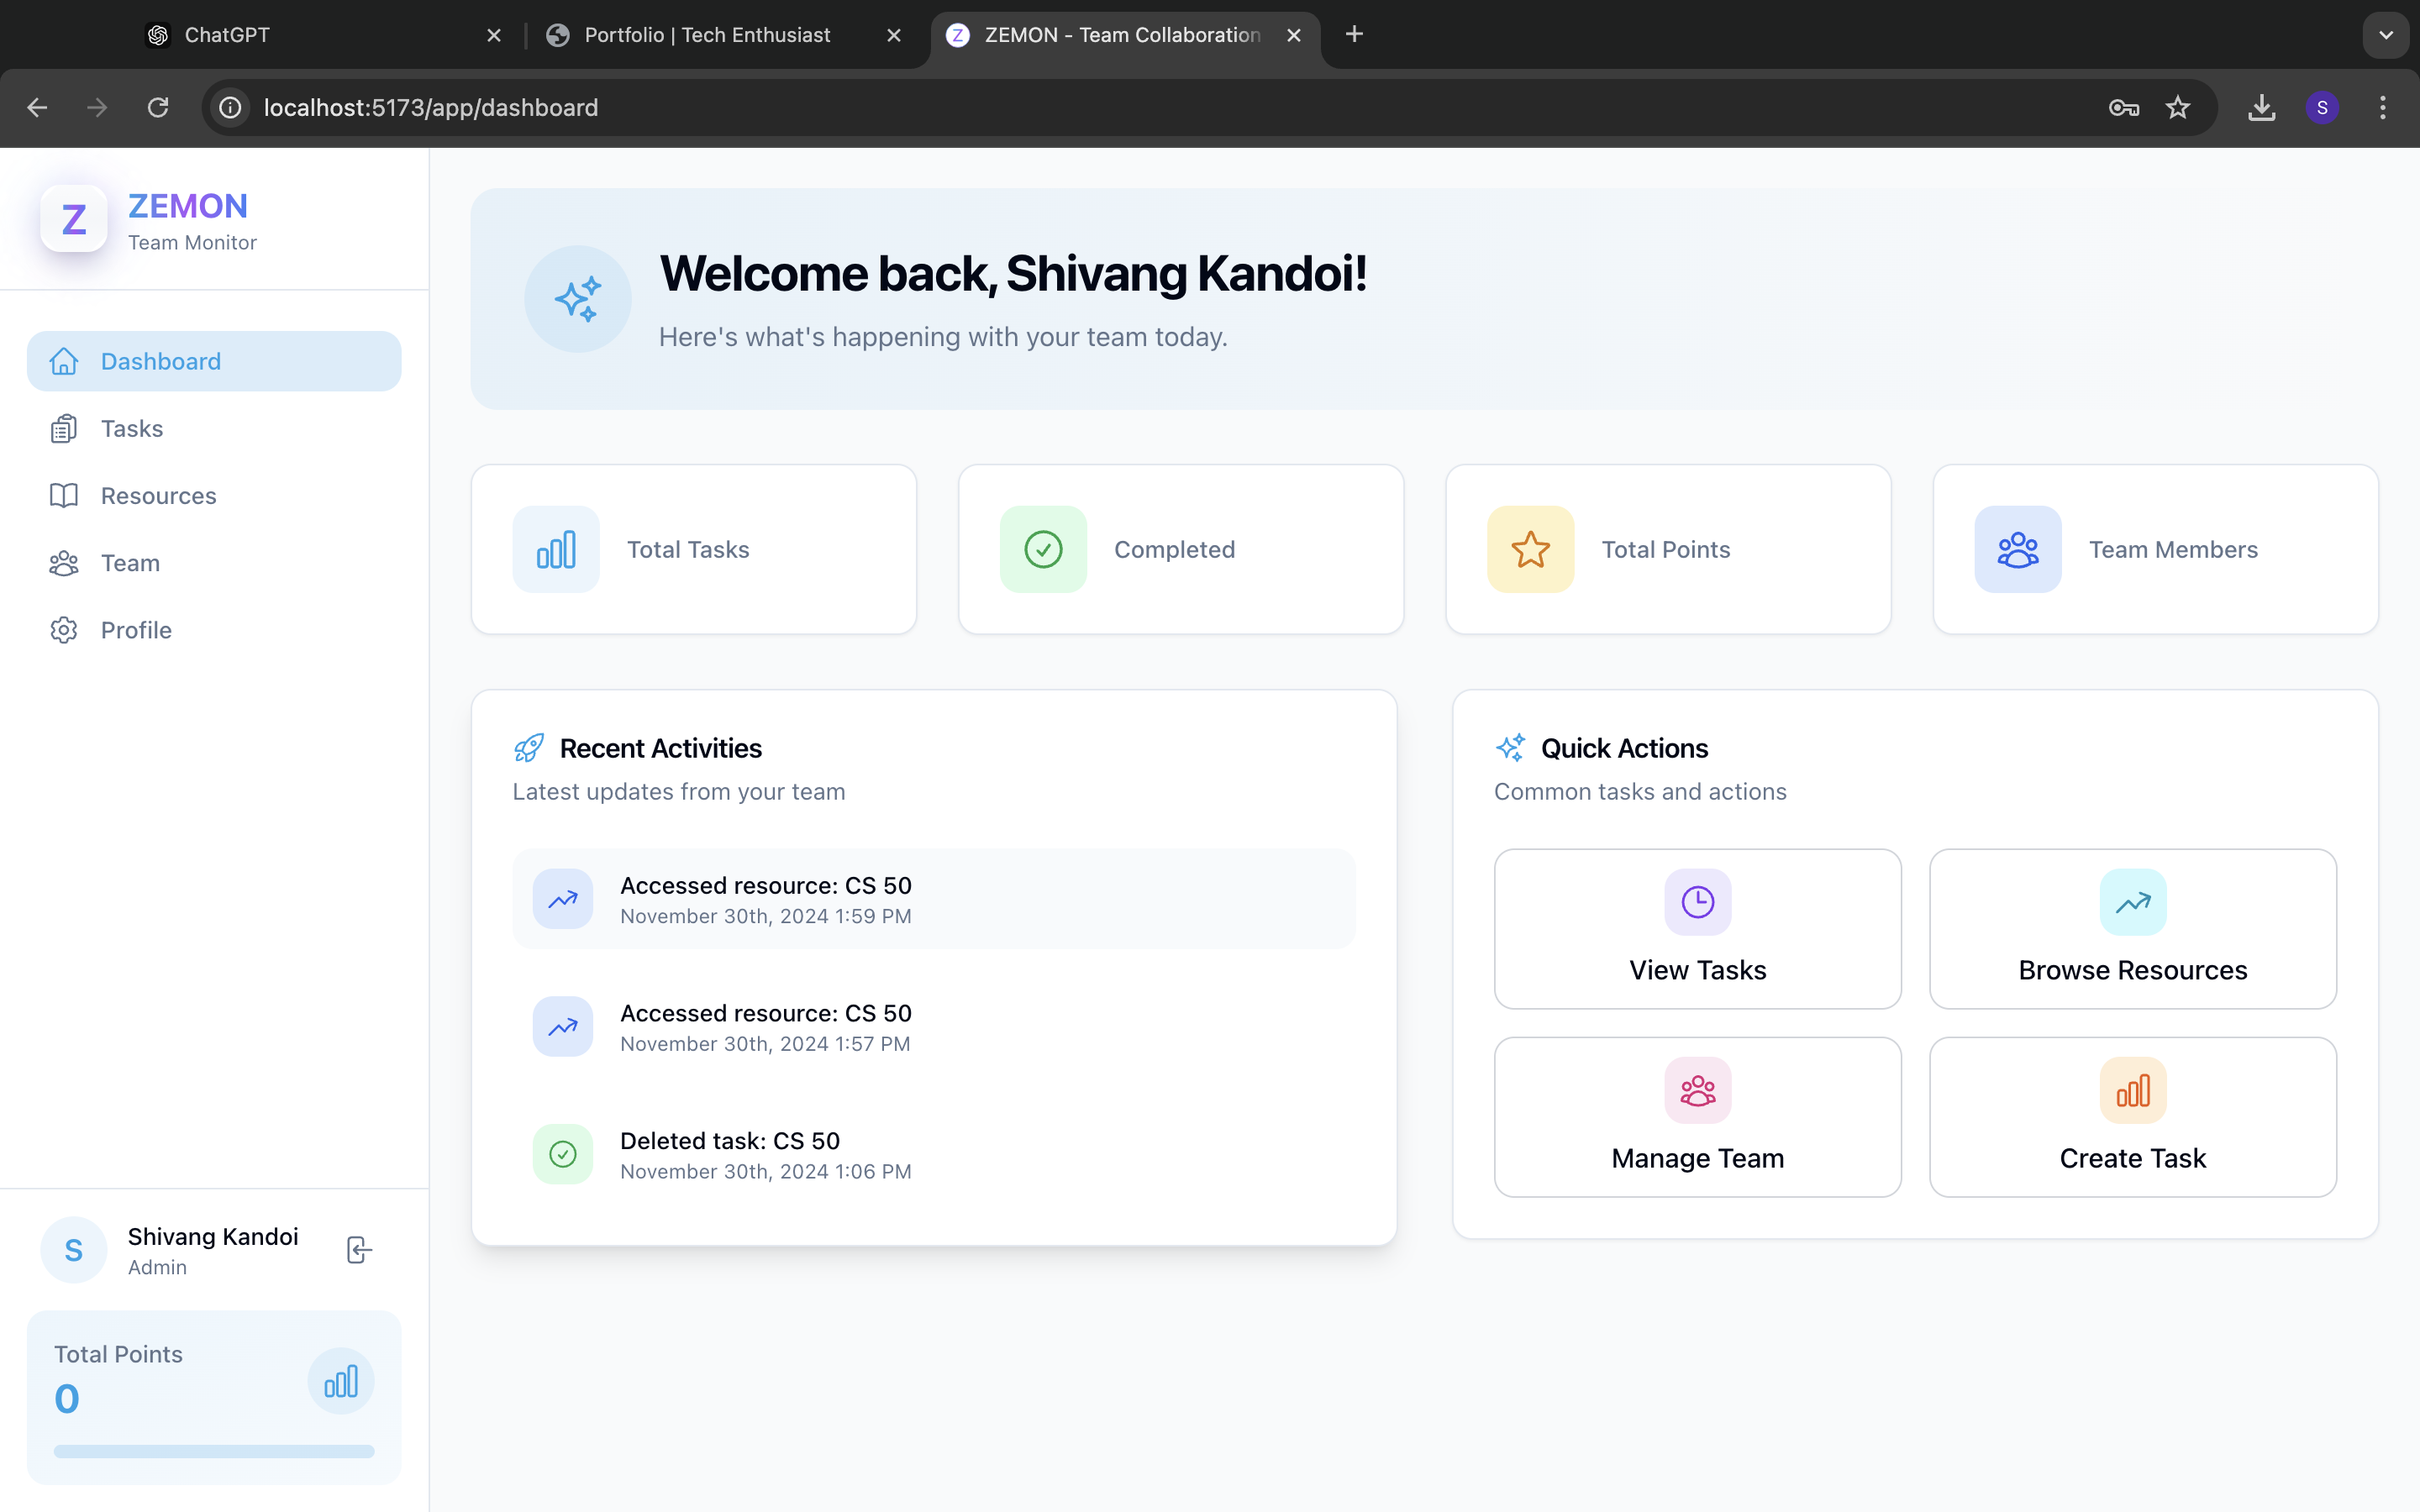 ChatGPT
Portfolio | Tech Enthusiast
Z
ZEMON - Team Collaboration
localhost:5173/app/dashboard
S
Z
ZEMON
Team Monitor
Dashboard
Tasks
Resources
Team
Profile
Shivang Kandoi
S
Admin
Total Points
0
Welcome back, Shivang Kandoi!
Here's what's happening with your team today.
Total Tasks
Completed
Total Points
Team Members
Recent Activities
Latest updates from your team
Accessed resource: CS 50
November 30th, 2024 1:59 PM
Accessed resource: CS 50
November 30th, 2024 1:57 PM
Deleted task: CS 50
November 30th, 2024 1:06 PM
Quick Actions
Common tasks and actions
View Tasks
Browse Resources
Manage Team
Create Task